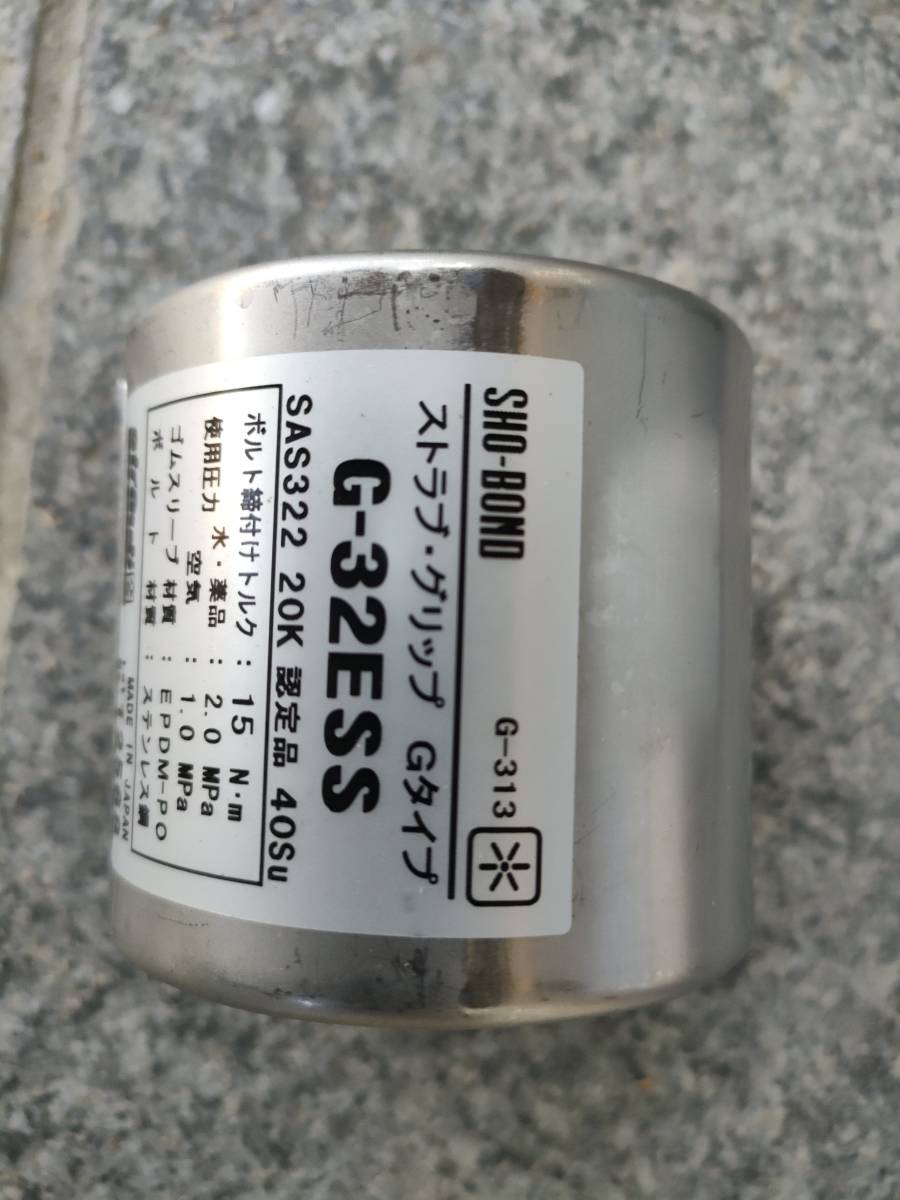 SHO-BOND G-313
ストラブ・グリップ Gタイプ
G-32ESS
SAS322 20K 認定品 40Su
ボルト締付けトルク : 15 N·m
使用圧力 水・薬品 : 2.0 MPa
空気 : 1.0 MPa
ゴムスリーブ 材質 : EPDM-PO
ボルト 材質 : ステンレス鋼
MADE IN JAPAN